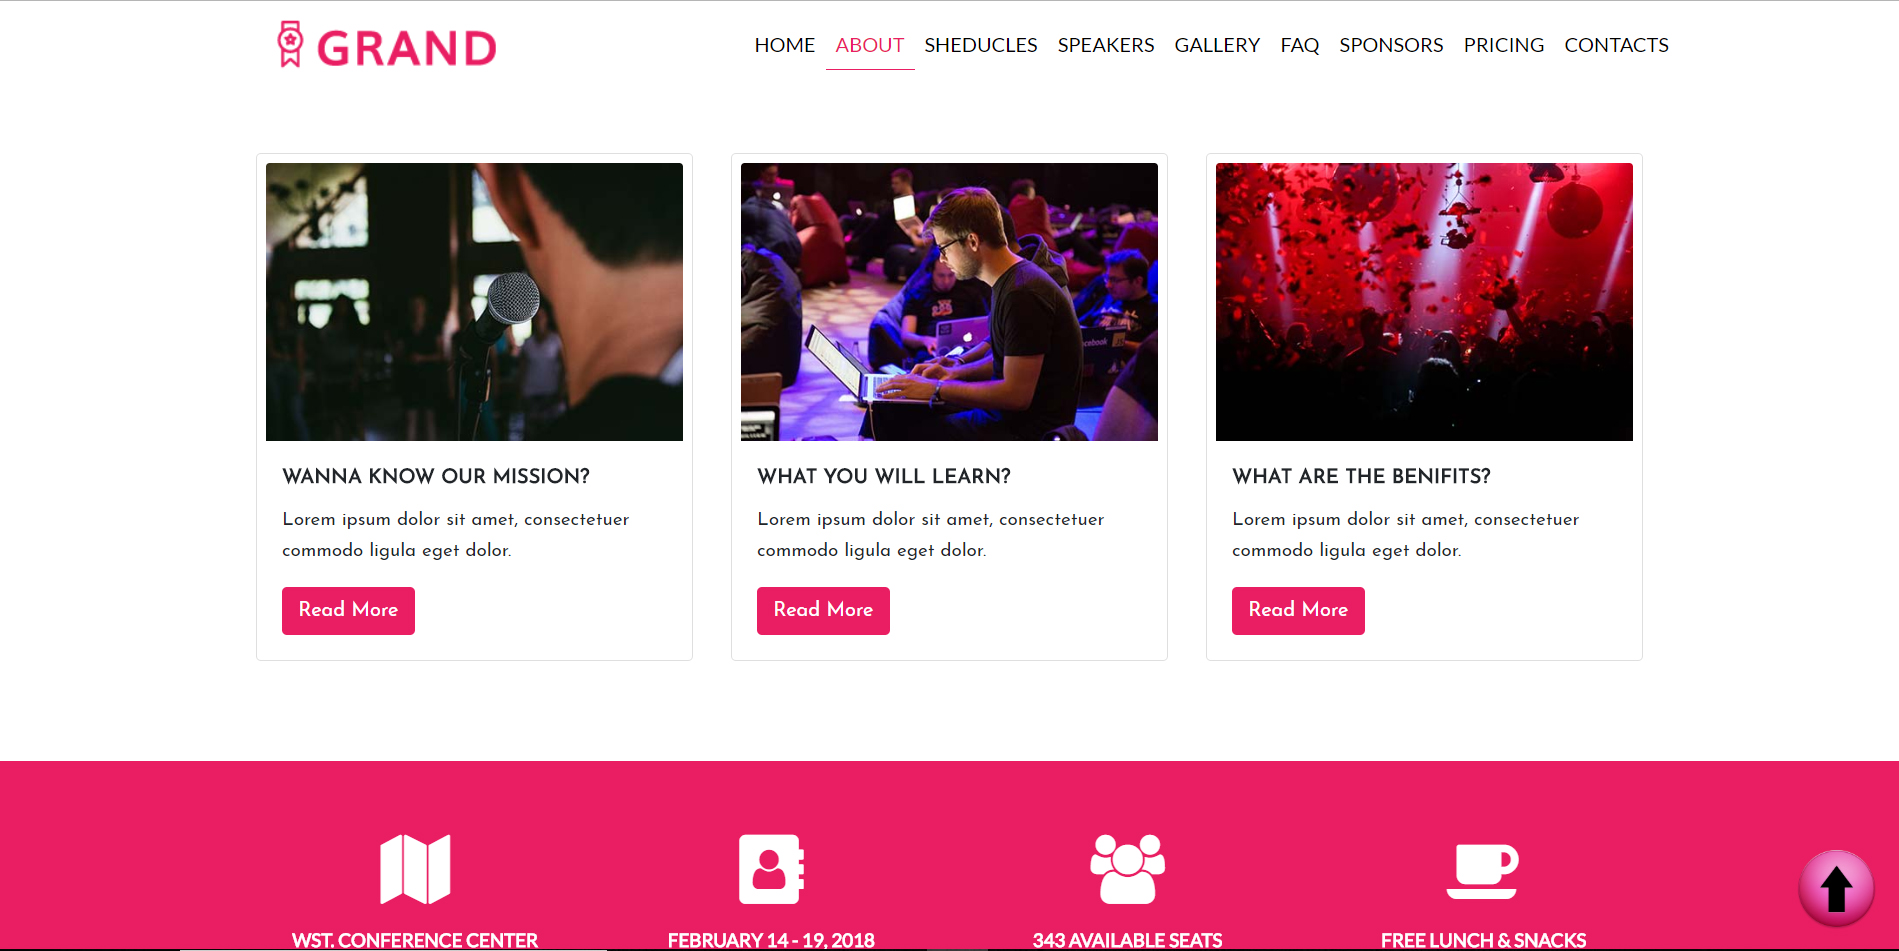 GRAND
HOME ABOUT SHEDUCLES SPEAKERS GALLERY FAQ SPONSORS PRICING CONTACTS
facebook
WANNA KNOW OUR MISSION?
Lorem ipsum dolor sit amet, consectetuer
commodo ligula eget dolor.
Read More
WHAT YOU WILL LEARN?
Lorem ipsum dolor sit amet, consectetuer
commodo ligula eget dolor.
Read More
WHAT ARE THE BENIFITS?
Lorem ipsum dolor sit amet, consectetuer
commodo ligula eget dolor.
Read More
WST. CONFERENCE CENTER
FEBRUARY 14 - 19, 2018
343 AVAILABLE SEATS
FREE LUNCH & SNACKS